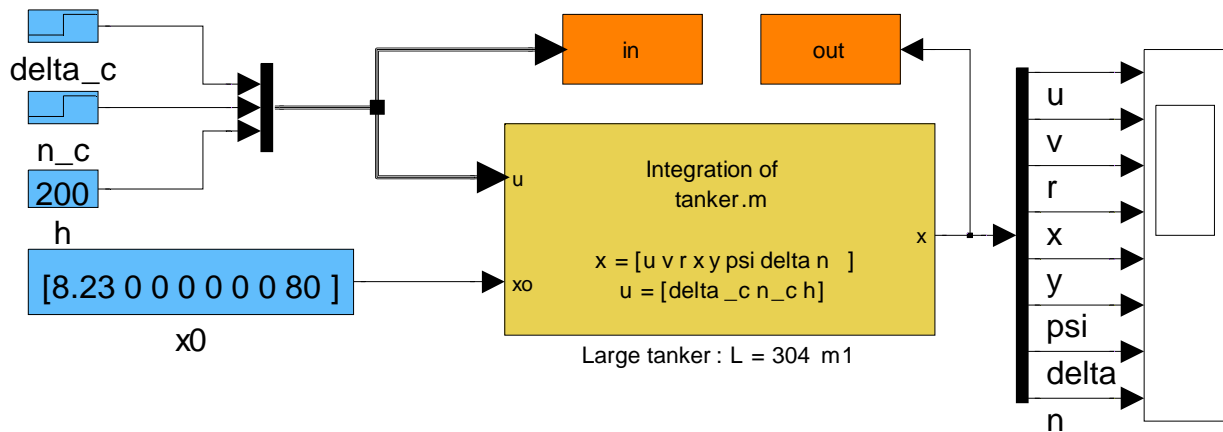 delta_c
n_c
200
h
[8.23 0 0 0 0 0 0 80 ]
x0
in
out
u
xo
Integration of
tanker.m
x = [u v r x y psi delta n ]
u = [delta _c n_c h]
x
Large tanker : L = 304 m1
u
v
r
x
y
psi
delta
n